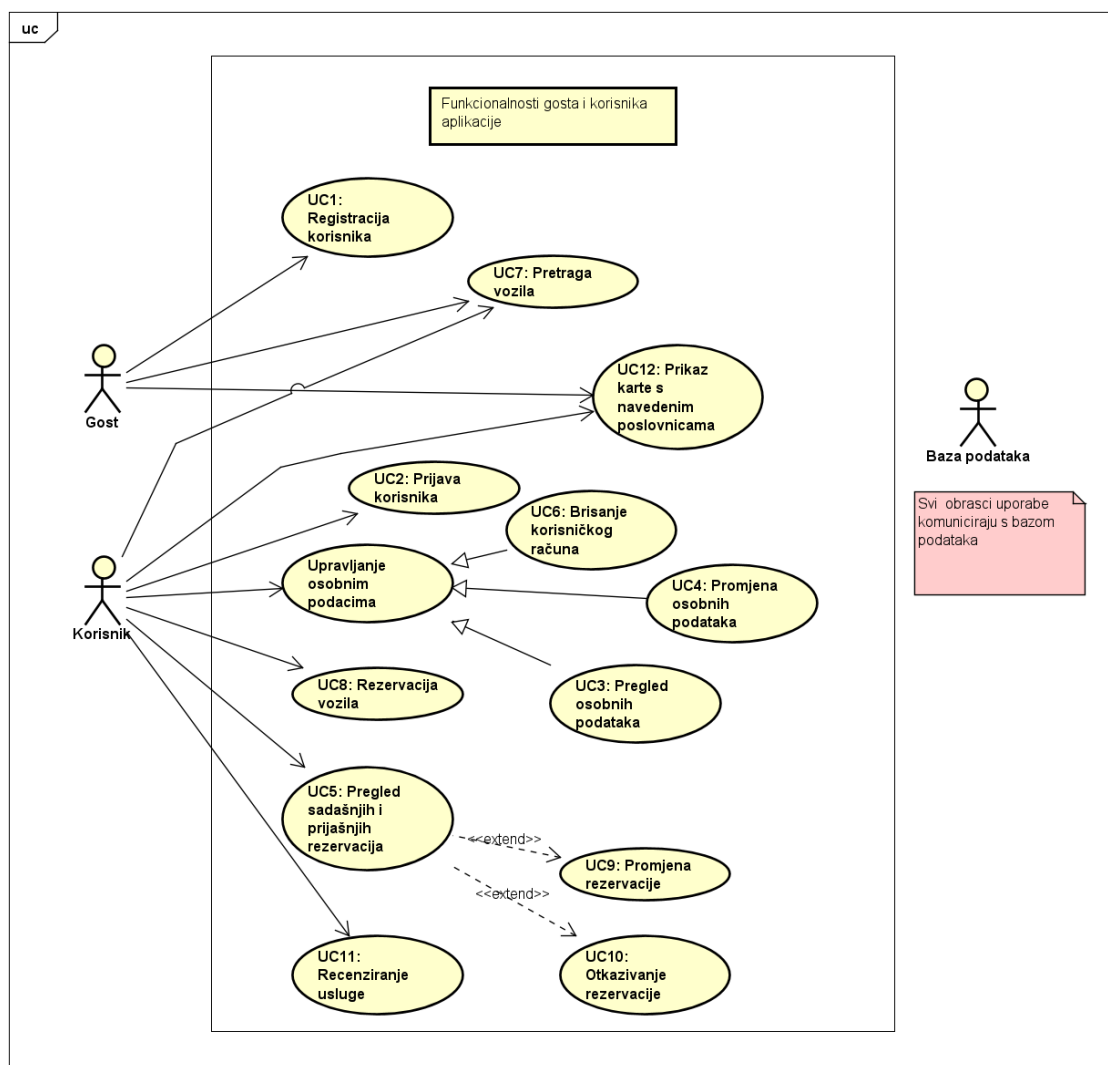 uc
Funkcionalnosti gosta i korisnika
aplikacije
UC1:
Registracija
korisnika
UC7: Pretraga
vozila
UC12: Prikaz
karte s
navedenim
poslovnicama
Gost
Baza podataka
UC2: Prijava
korisnika
UC6: Brisanje
korisničkog
računa
Svi  obrasci uporabe
komuniciraju s bazom
podataka
Upravljanje
osobnim
podacima
UC4: Promjena
osobnih
podataka
Korisnik
UC8: Rezervacija
vozila
UC3: Pregled
osobnih
podataka
UC5: Pregled
sadašnjih i
prijašnjih
rezervacija
<<extend>>
UC9: Promjena
rezervacije
<<extend>>
UC11:
Recenziranje
usluge
UC10:
Otkazivanje
rezervacije